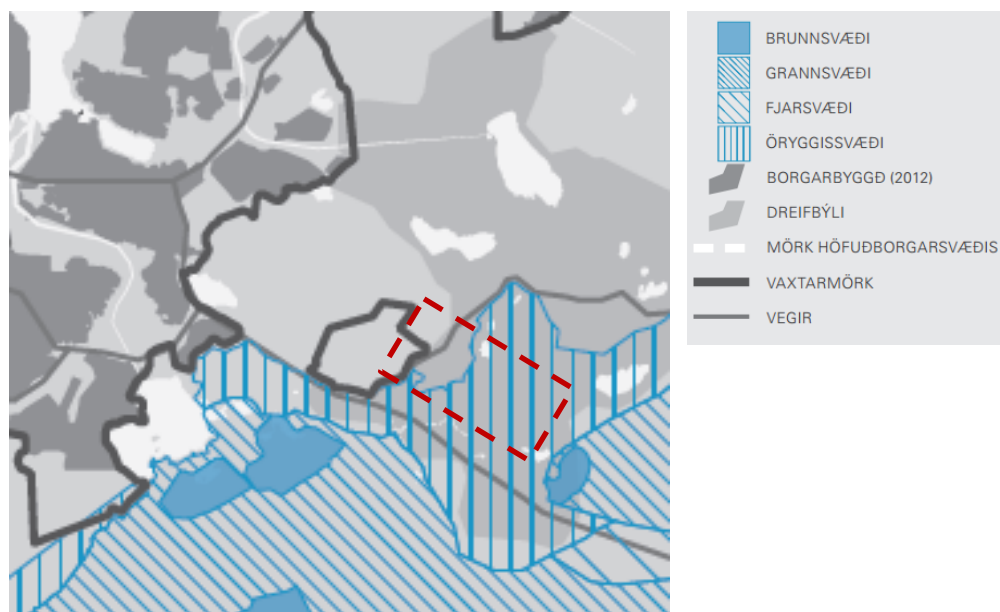 BRUNNSVÆÐI
GRANNSVÆÐI
FJARSVÆÐI
ÖRYGGISSVÆÐI
BORGARBYGGÐ (2012)
DREIFBÝLI
MÖRK HÖFUÐBORGARSVÆÐIS
VAXTARMÖRK
VEGIR